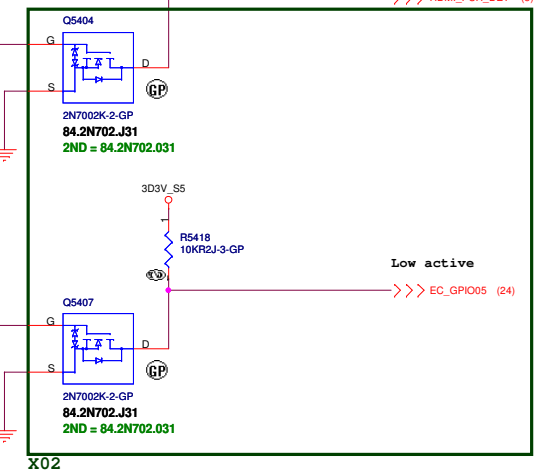 Q5404
G
D
S
GP
2N7002K-2-GP
84.2N702.J31
2ND = 84.2N702.031
3D3V_S5
1
R5418
10KR2J-3-GP
Low active
EC_GPIO05 (24)
Q5407
G
D
S
GP
2N7002K-2-GP
84.2N702.J31
2ND = 84.2N702.031
X02